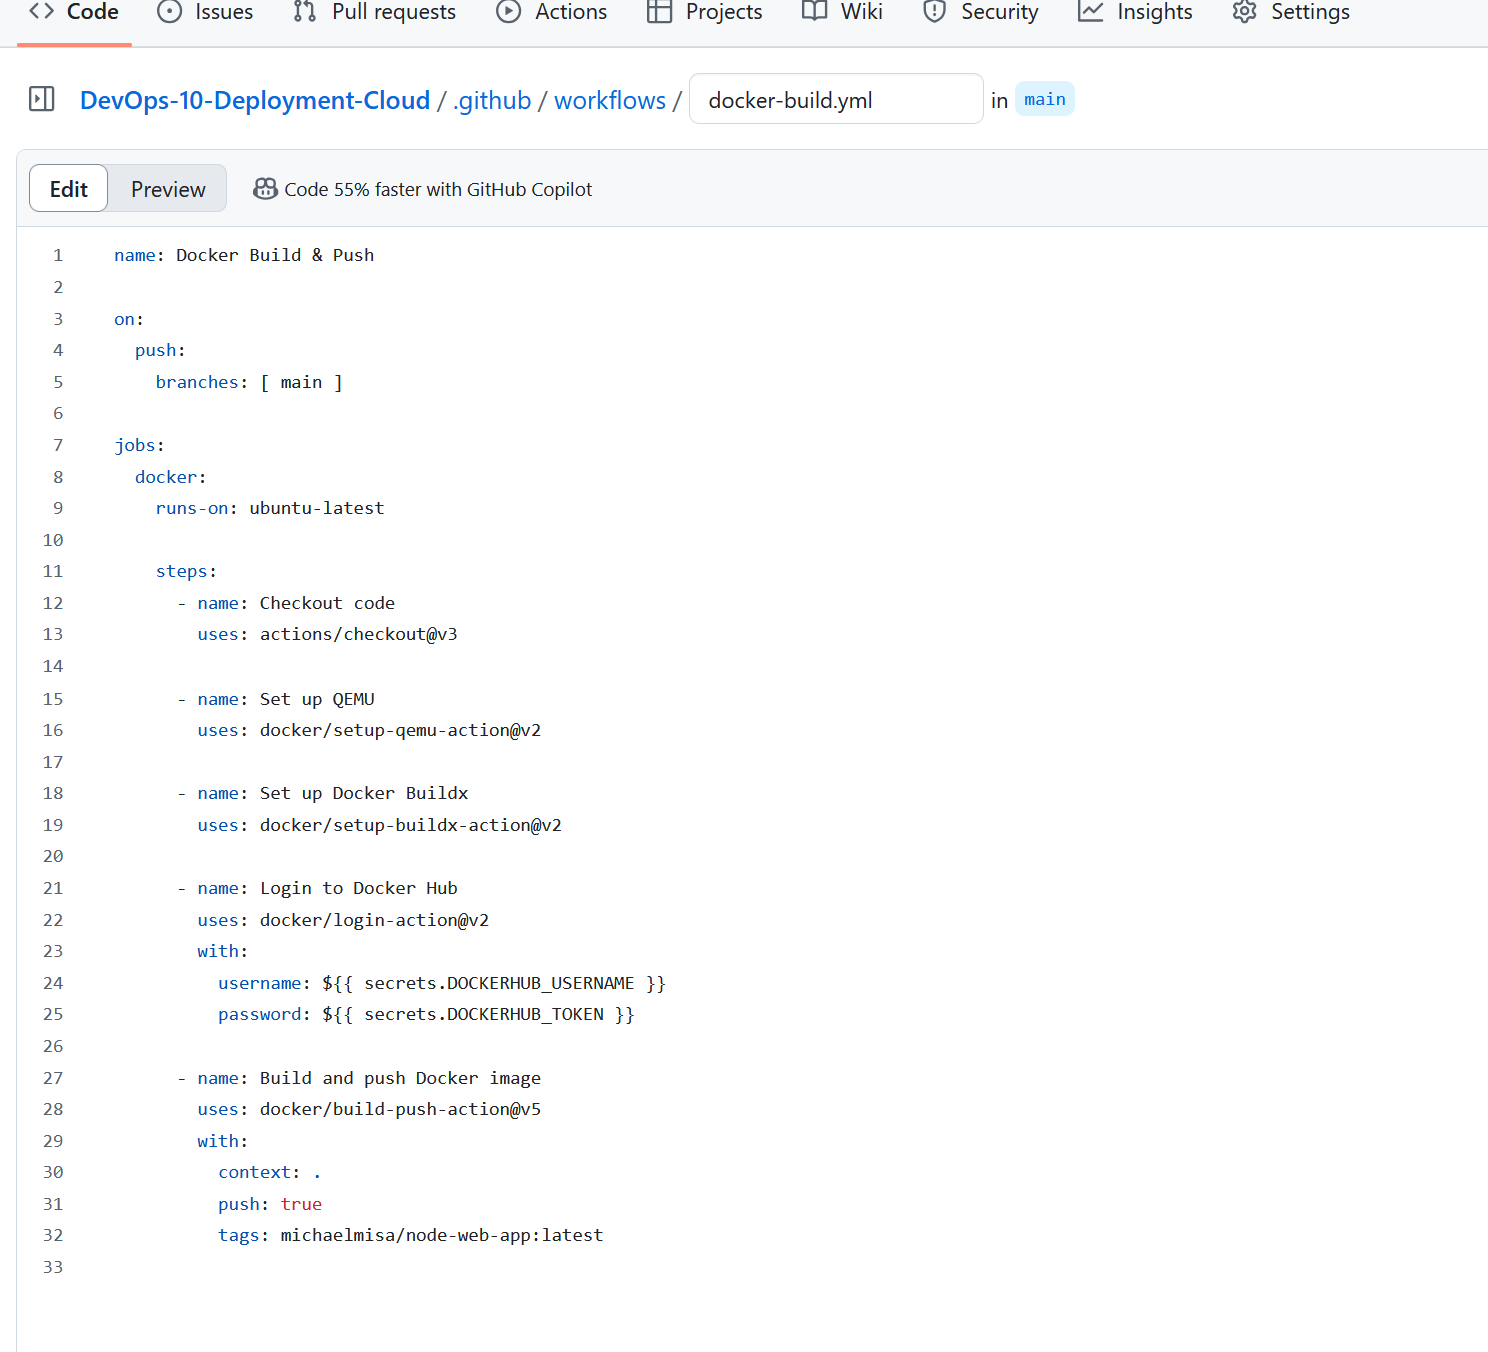 Code Issues Pull requests Actions Projects Wiki Security Insights Settings
DevOps-10-Deployment-Cloud / .github / workflows / docker-build.yml in main
Edit Preview Code 55% faster with GitHub Copilot
1 name: Docker Build & Push
2
3 on:
4   push:
5     branches: [ main ]
6
7 jobs:
8   docker:
9     runs-on: ubuntu-latest
10
11     steps:
12       - name: Checkout code
13         uses: actions/checkout@v3
14
15       - name: Set up QEMU
16         uses: docker/setup-qemu-action@v2
17
18       - name: Set up Docker Buildx
19         uses: docker/setup-buildx-action@v2
20
21       - name: Login to Docker Hub
22         uses: docker/login-action@v2
23         with:
24           username: ${{ secrets.DOCKERHUB_USERNAME }}
25           password: ${{ secrets.DOCKERHUB_TOKEN }}
26
27       - name: Build and push Docker image
28         uses: docker/build-push-action@v5
29         with:
30           context: .
31           push: true
32           tags: michaelmisa/node-web-app:latest
33